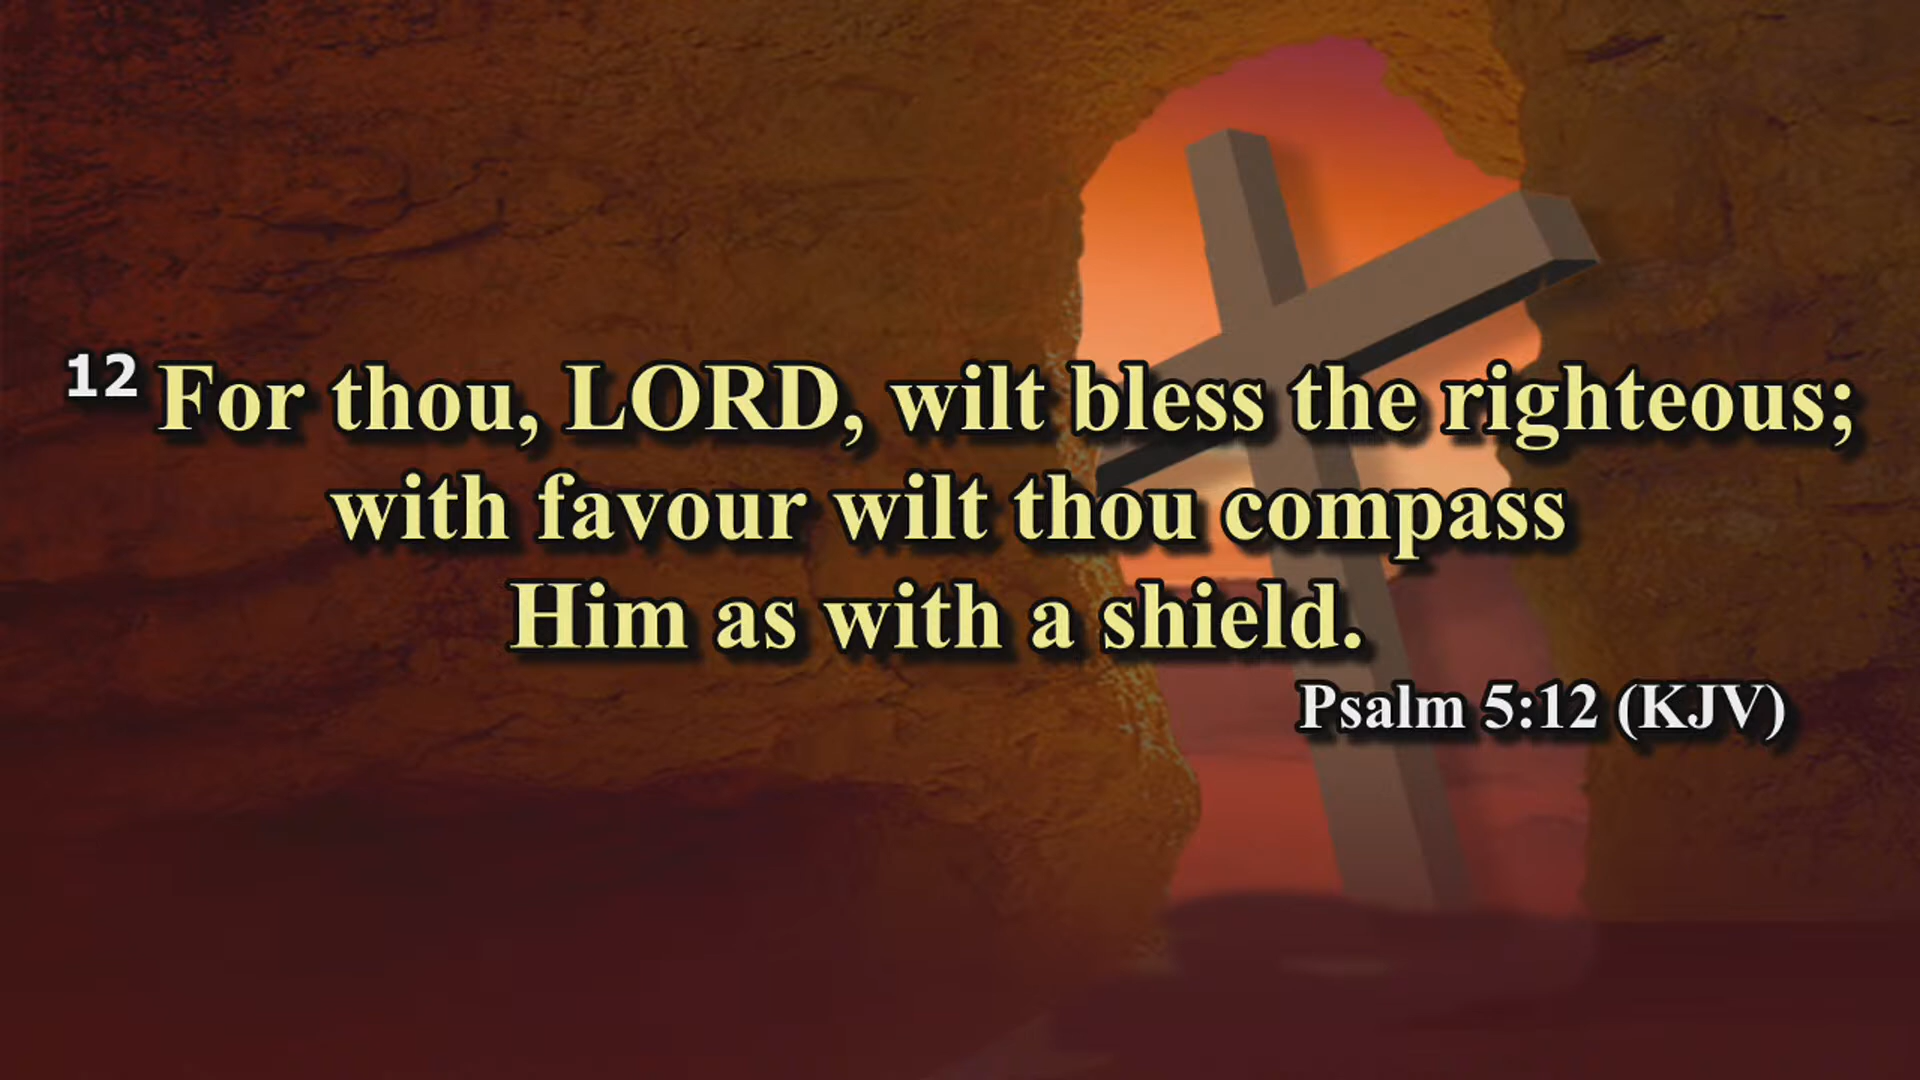 12 For thou, LORD, wilt bless the righteous;
with favour wilt thou compass
Him as with a shield.
Psalm 5:12 (KJV)